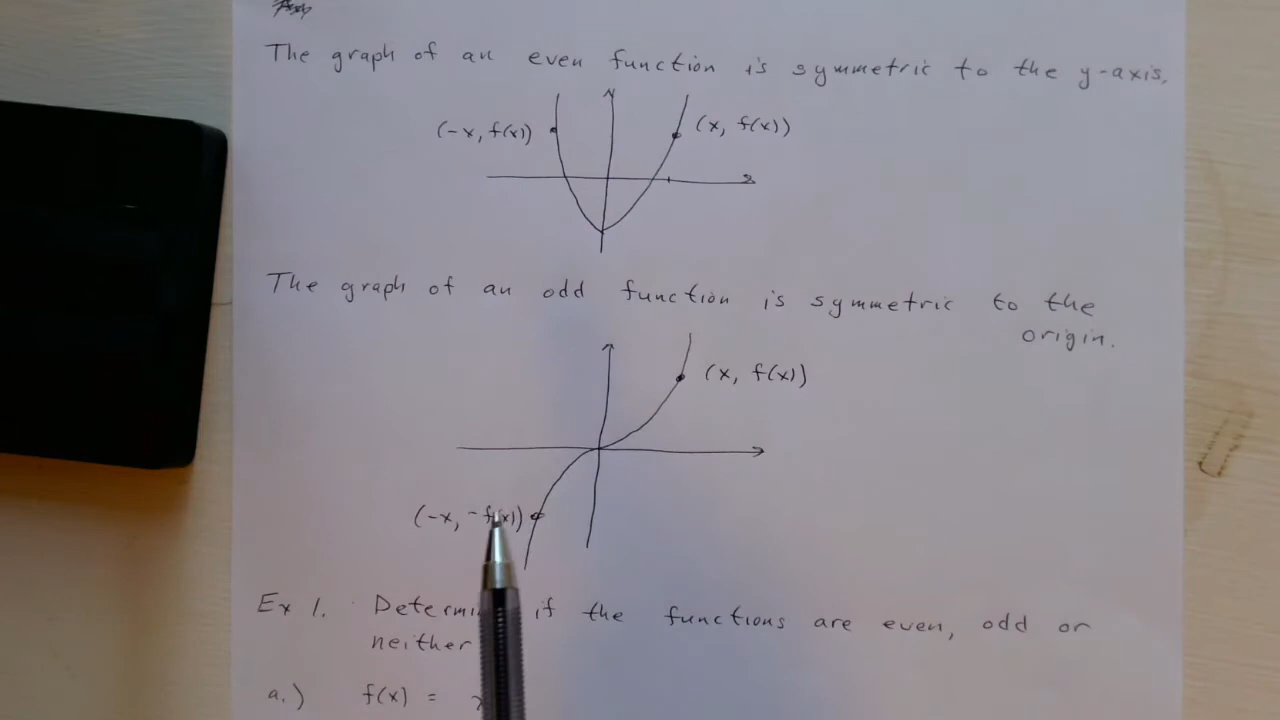 The graph of an even function is symmetric to the y-axis.
(-x, f(x)) (x, f(x))
The graph of an odd function is symmetric to the
origin.
(x, f(x))
(-x, -f(x))
Ex 1. if the functions are even, odd or
neither
a.) f(x) =